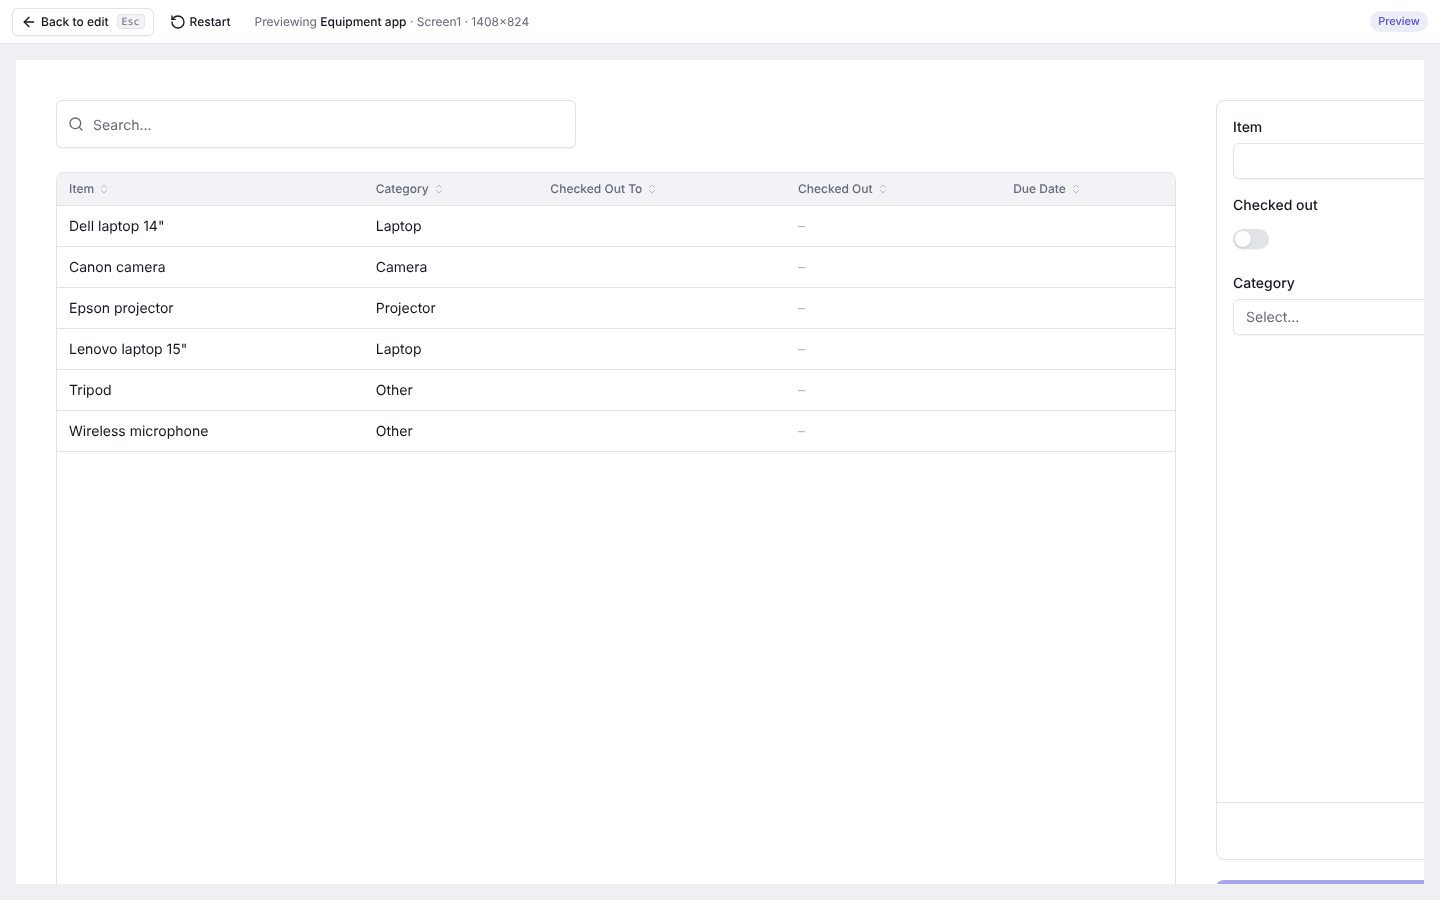 Back to edit Esc Restart Previewing Equipment app · Screen1 · 1408×824 Preview
Search...
Item Category Checked Out To Checked Out Due Date
Dell laptop 14" Laptop –
Canon camera Camera –
Epson projector Projector –
Lenovo laptop 15" Laptop –
Tripod Other –
Wireless microphone Other –
Item
Checked out
Category
Select...